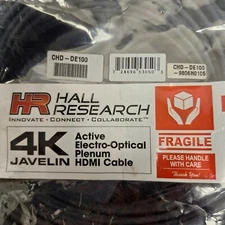 CHD-DE100
CHD-DE100
HR HALL
RESEARCH
INNOVATE · CONNECT · COLLABORATE™
4K
JAVELIN
Active
Electro-Optical
Plenum
HDMI Cable
FRAGILE
PLEASE HANDLE
WITH CARE
Thank You!